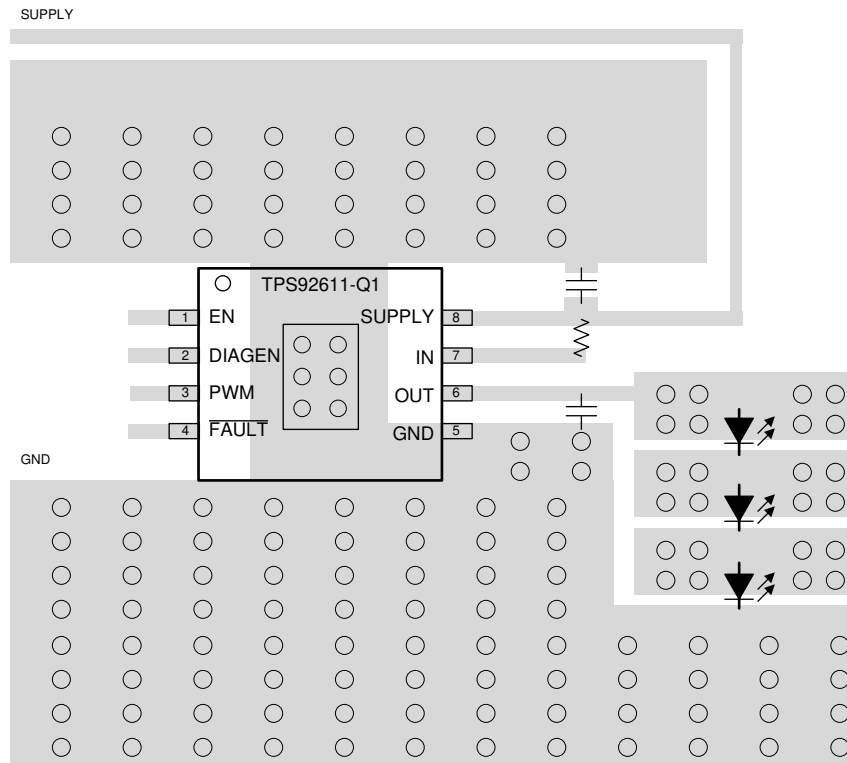 SUPPLY
TPS92611-Q1
1 EN
SUPPLY 8
2 DIAGEN
IN 7
3 PWM
OUT 6
4 FAULT
GND 5
GND